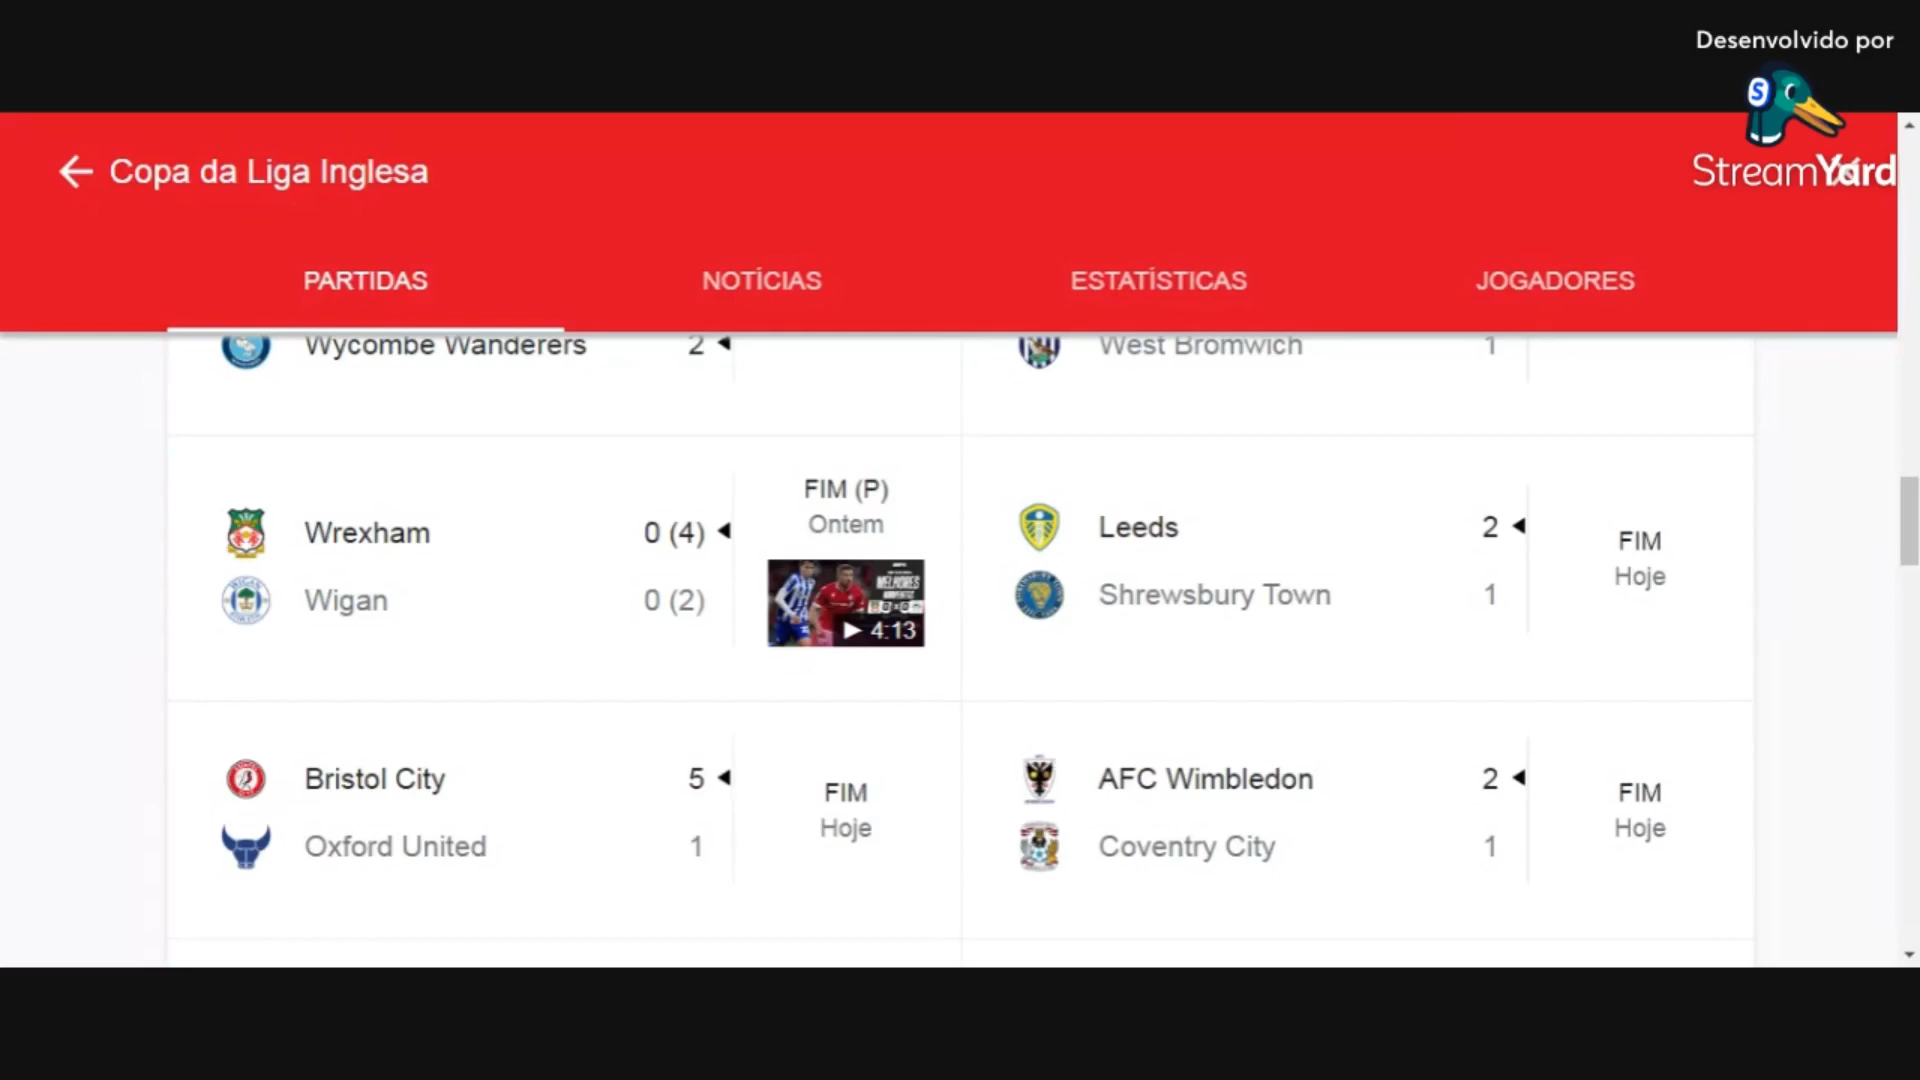 Desenvolvido por
StreamYard
Copa da Liga Inglesa
PARTIDAS
NOTÍCIAS
ESTATÍSTICAS
JOGADORES
Wycombe Wanderers 2
West Bromwich 1
Wrexham 0 (4)
Wigan 0 (2)
FIM (P)
Ontem
MELHORES
4:13
Leeds 2
Shrewsbury Town 1
FIM
Hoje
Bristol City 5
Oxford United 1
FIM
Hoje
AFC Wimbledon 2
Coventry City 1
FIM
Hoje